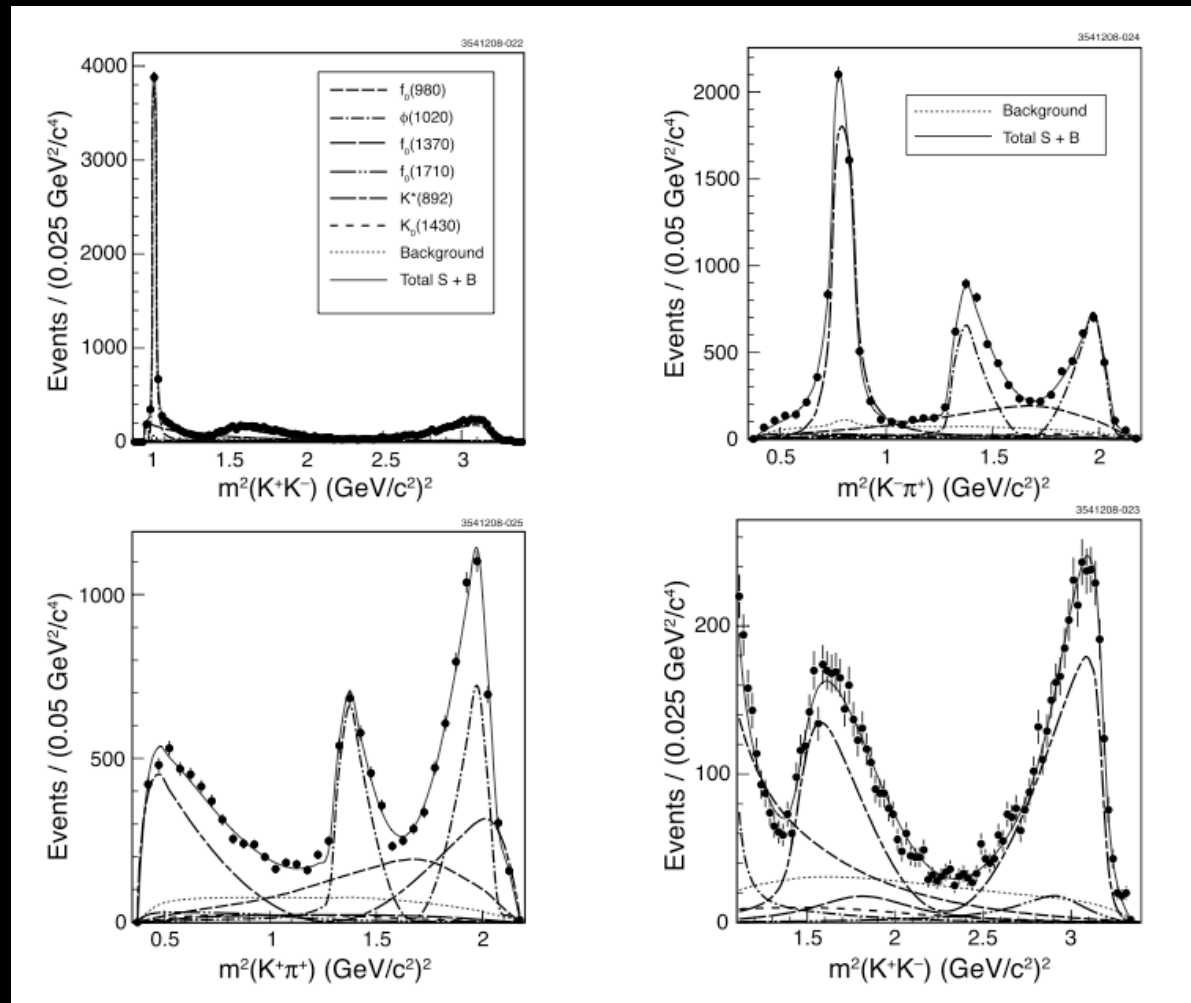 3541208-022
4000
3000
2000
1000
0
Events / (0.025 GeV²/c⁴)
1 1.5 2 2.5 3
m²(K⁺K⁻) (GeV/c²)²
f₀(980)
ϕ(1020)
f₀(1370)
f₀(1710)
K*(892)
K₀(1430)
Background
Total S + B
3541208-024
2000
1500
1000
500
0
Events / (0.05 GeV²/c⁴)
0.5 1 1.5 2
m²(K⁻π⁺) (GeV/c²)²
Background
Total S + B
3541208-025
1000
500
0
Events / (0.05 GeV²/c⁴)
0.5 1 1.5 2
m²(K⁺π⁺) (GeV/c²)²
3541208-023
200
100
0
Events / (0.025 GeV²/c⁴)
1.5 2 2.5 3
m²(K⁺K⁻) (GeV/c²)²